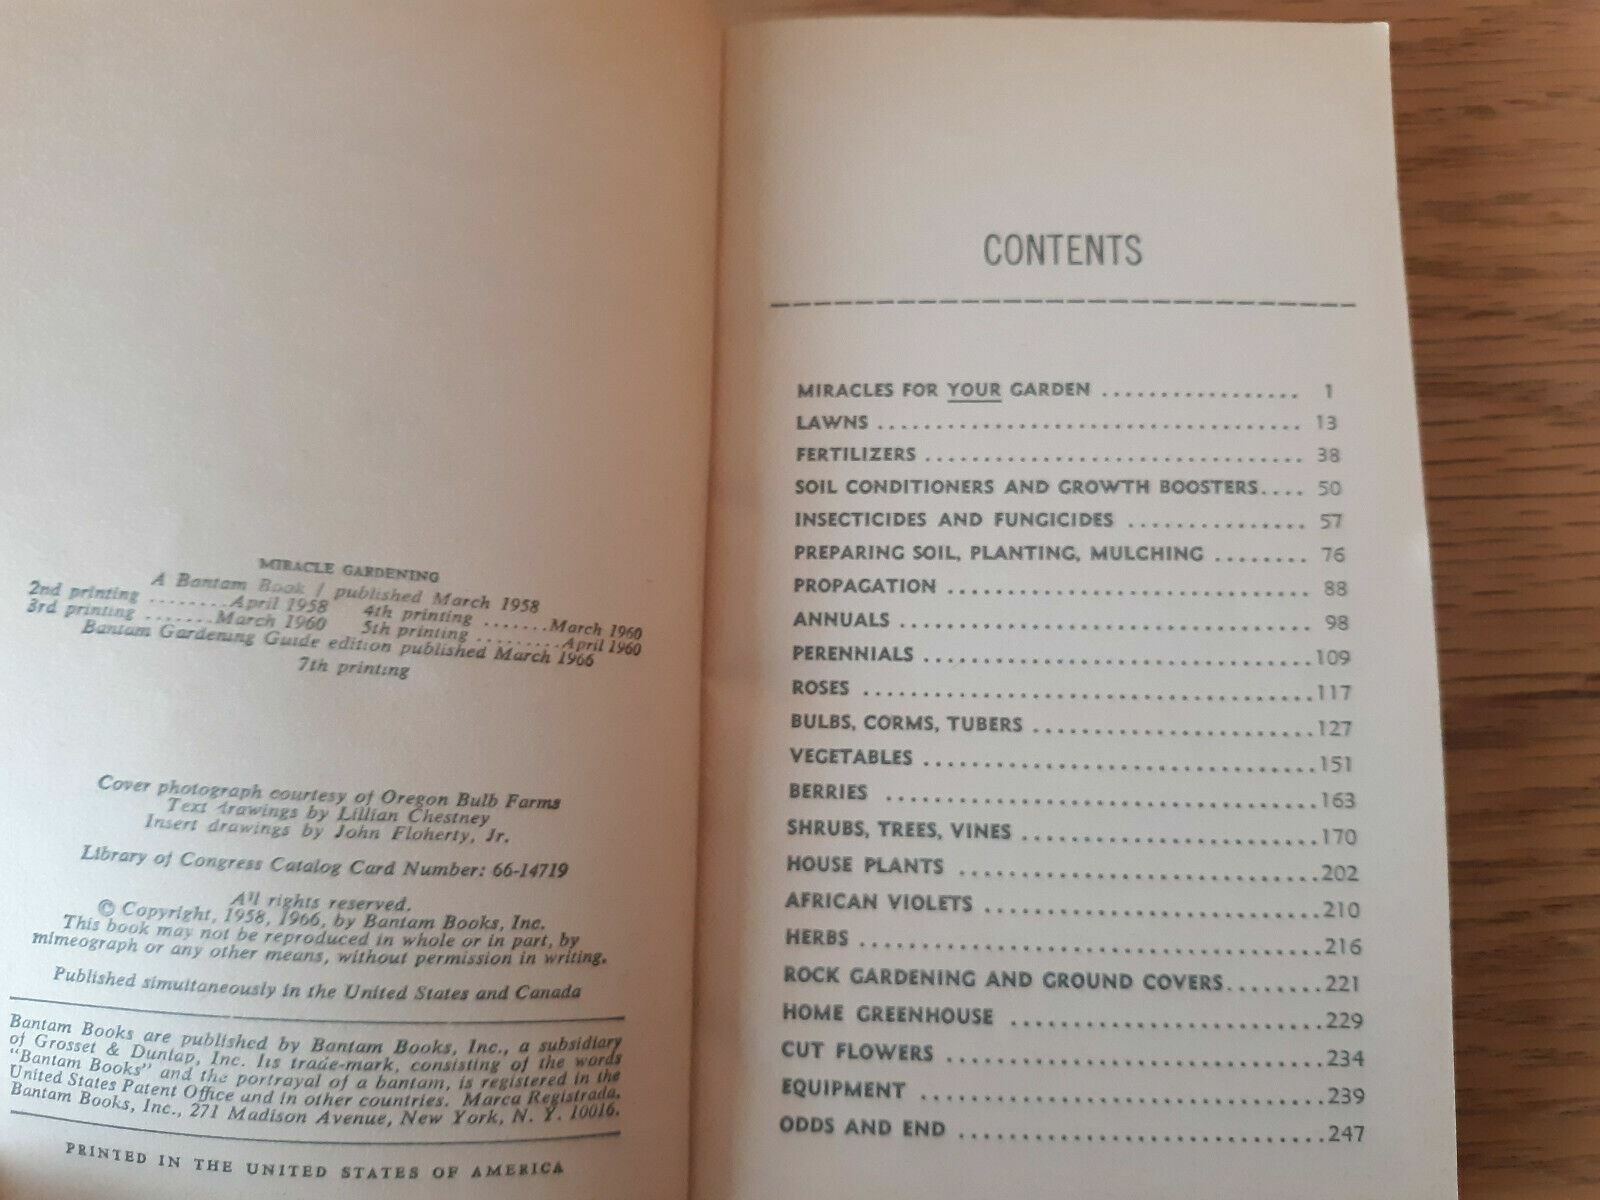 MIRACLE GARDENING
A Bantam Book / published March 1958
2nd printing ........April 1958 4th printing .......March 1960
3rd printing .......March 1960 5th printing ........April 1960
Bantam Gardening Guide edition published March 1966
7th printing
Cover photograph courtesy of Oregon Bulb Farms
Text drawings by Lillian Chestney
Insert drawings by John Floherty, Jr.
Library of Congress Catalog Card Number: 66-14719
All rights reserved.
© Copyright, 1958, 1966, by Bantam Books, Inc.
This book may not be reproduced in whole or in part, by
mimeograph or any other means, without permission in writing.
Published simultaneously in the United States and Canada
Bantam Books are published by Bantam Books, Inc., a subsidiary
of Grosset & Dunlap, Inc. Its trade-mark, consisting of the words
"Bantam Books" and the portrayal of a bantam, is registered in the
United States Patent Office and in other countries. Marca Registrada.
Bantam Books, Inc., 271 Madison Avenue, New York, N. Y. 10016.
PRINTED IN THE UNITED STATES OF AMERICA
CONTENTS
MIRACLES FOR YOUR GARDEN ................. 1
LAWNS .................................... 13
FERTILIZERS ................................ 38
SOIL CONDITIONERS AND GROWTH BOOSTERS.... 50
INSECTICIDES AND FUNGICIDES ............... 57
PREPARING SOIL, PLANTING, MULCHING ........ 76
PROPAGATION ................................ 88
ANNUALS ................................... 98
PERENNIALS .................................109
ROSES ......................................117
BULBS, CORMS, TUBERS ........................127
VEGETABLES .................................151
BERRIES ....................................163
SHRUBS, TREES, VINES .........................170
HOUSE PLANTS ...............................202
AFRICAN VIOLETS .............................210
HERBS .......................................216
ROCK GARDENING AND GROUND COVERS........221
HOME GREENHOUSE ...........................229
CUT FLOWERS ................................234
EQUIPMENT ..................................239
ODDS AND END ...............................247